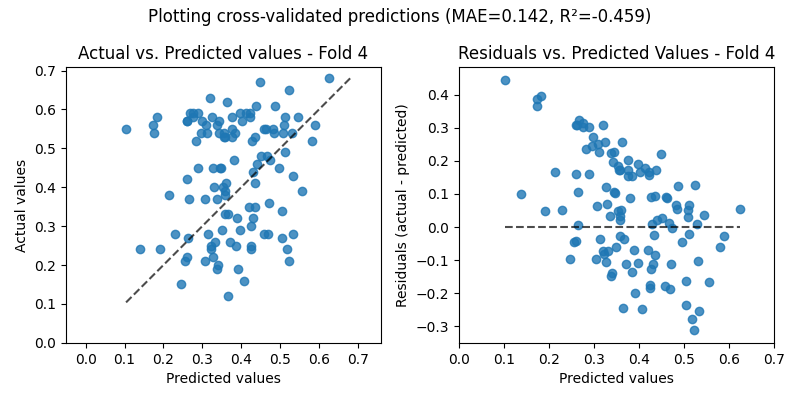 Plotting cross-validated predictions (MAE=0.142, R²=-0.459)
Actual vs. Predicted values - Fold 4
Actual values
0.7
0.6
0.5
0.4
0.3
0.2
0.1
0.0
0.0 0.1 0.2 0.3 0.4 0.5 0.6 0.7
Predicted values
Residuals vs. Predicted Values - Fold 4
Residuals (actual - predicted)
0.4
0.3
0.2
0.1
0.0
−0.1
−0.2
−0.3
0.0 0.1 0.2 0.3 0.4 0.5 0.6 0.7
Predicted values